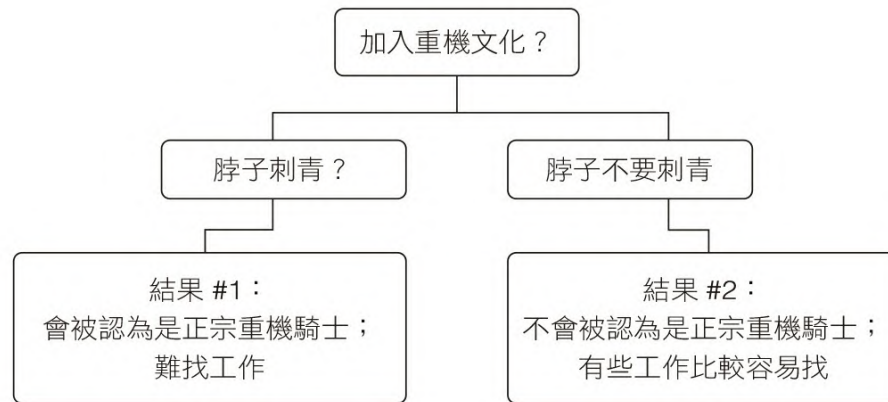 加入重機文化？
脖子刺青？
脖子不要刺青
結果 #1：
會被認為是正宗重機騎士；
難找工作
結果 #2：
不會被認為是正宗重機騎士；
有些工作比較容易找